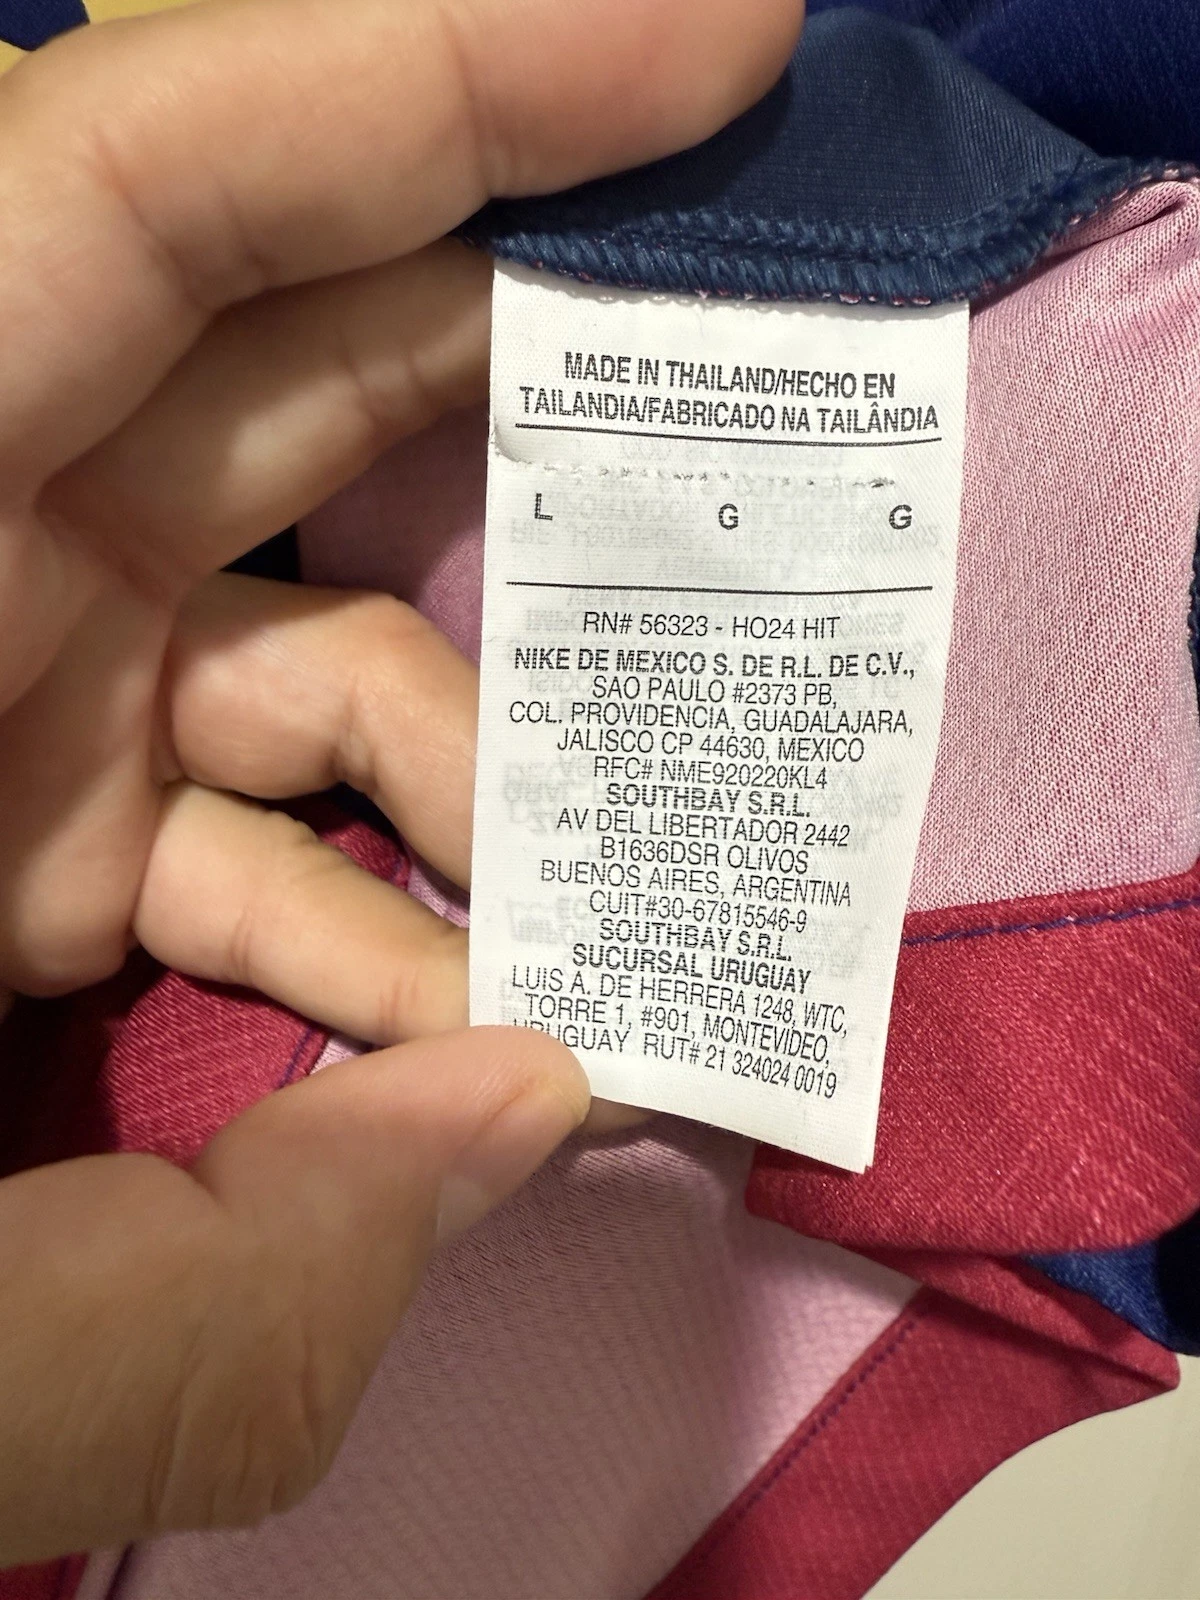 MADE IN THAILAND/HECHO EN
TAILANDIA/FABRICADO NA TAILÂNDIA
L G G
RN# 56323 - HO24 HIT
NIKE DE MEXICO S. DE R.L. DE C.V.,
SAO PAULO #2373 PB,
COL. PROVIDENCIA, GUADALAJARA,
JALISCO CP 44630, MEXICO
RFC# NME920220KL4
SOUTHBAY S.R.L.
AV DEL LIBERTADOR 2442
B1636DSR OLIVOS
BUENOS AIRES, ARGENTINA
CUIT#30-67815546-9
SOUTHBAY S.R.L.
SUCURSAL URUGUAY
LUIS A. DE HERRERA 1248, WTC,
TORRE 1, #901, MONTEVIDEO,
URUGUAY RUT# 21 324024 0019